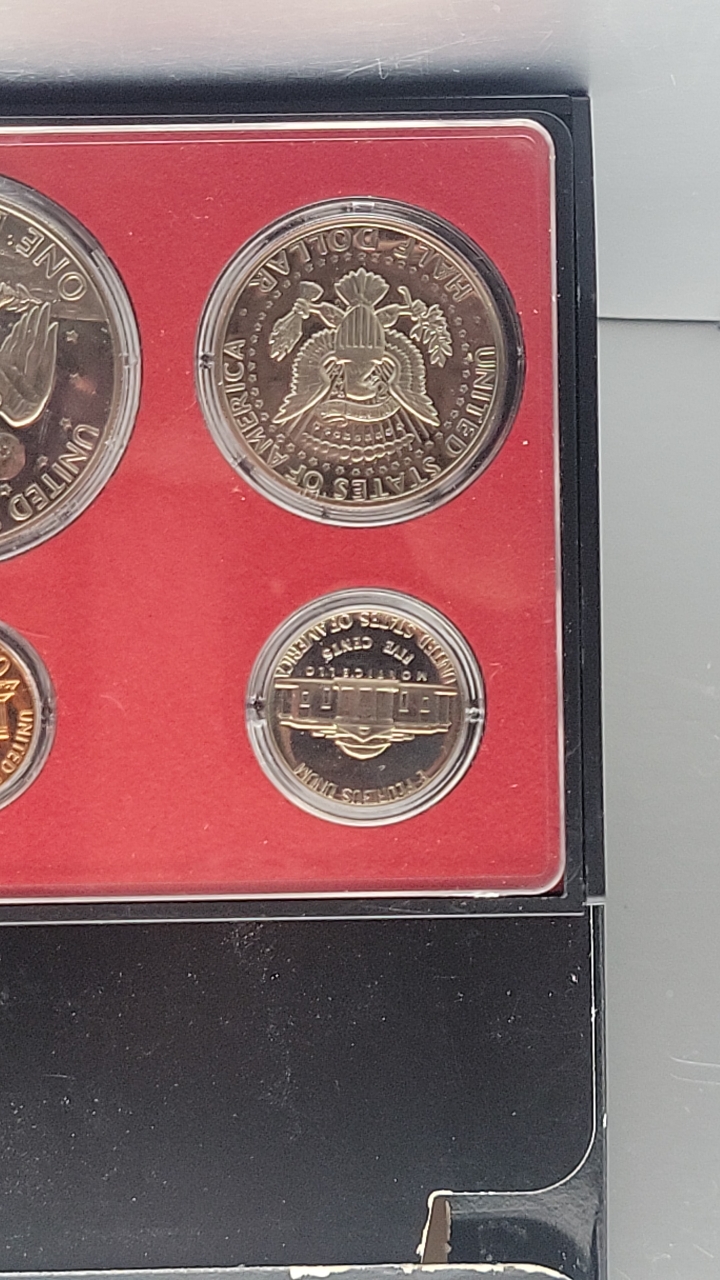 ONE
UNITED
HALF DOLLAR
UNITED STATES OF AMERICA
UNITED
E PLURIBUS UNUM
MONTICELLO
FIVE CENTS
UNITED STATES OF AMERICA